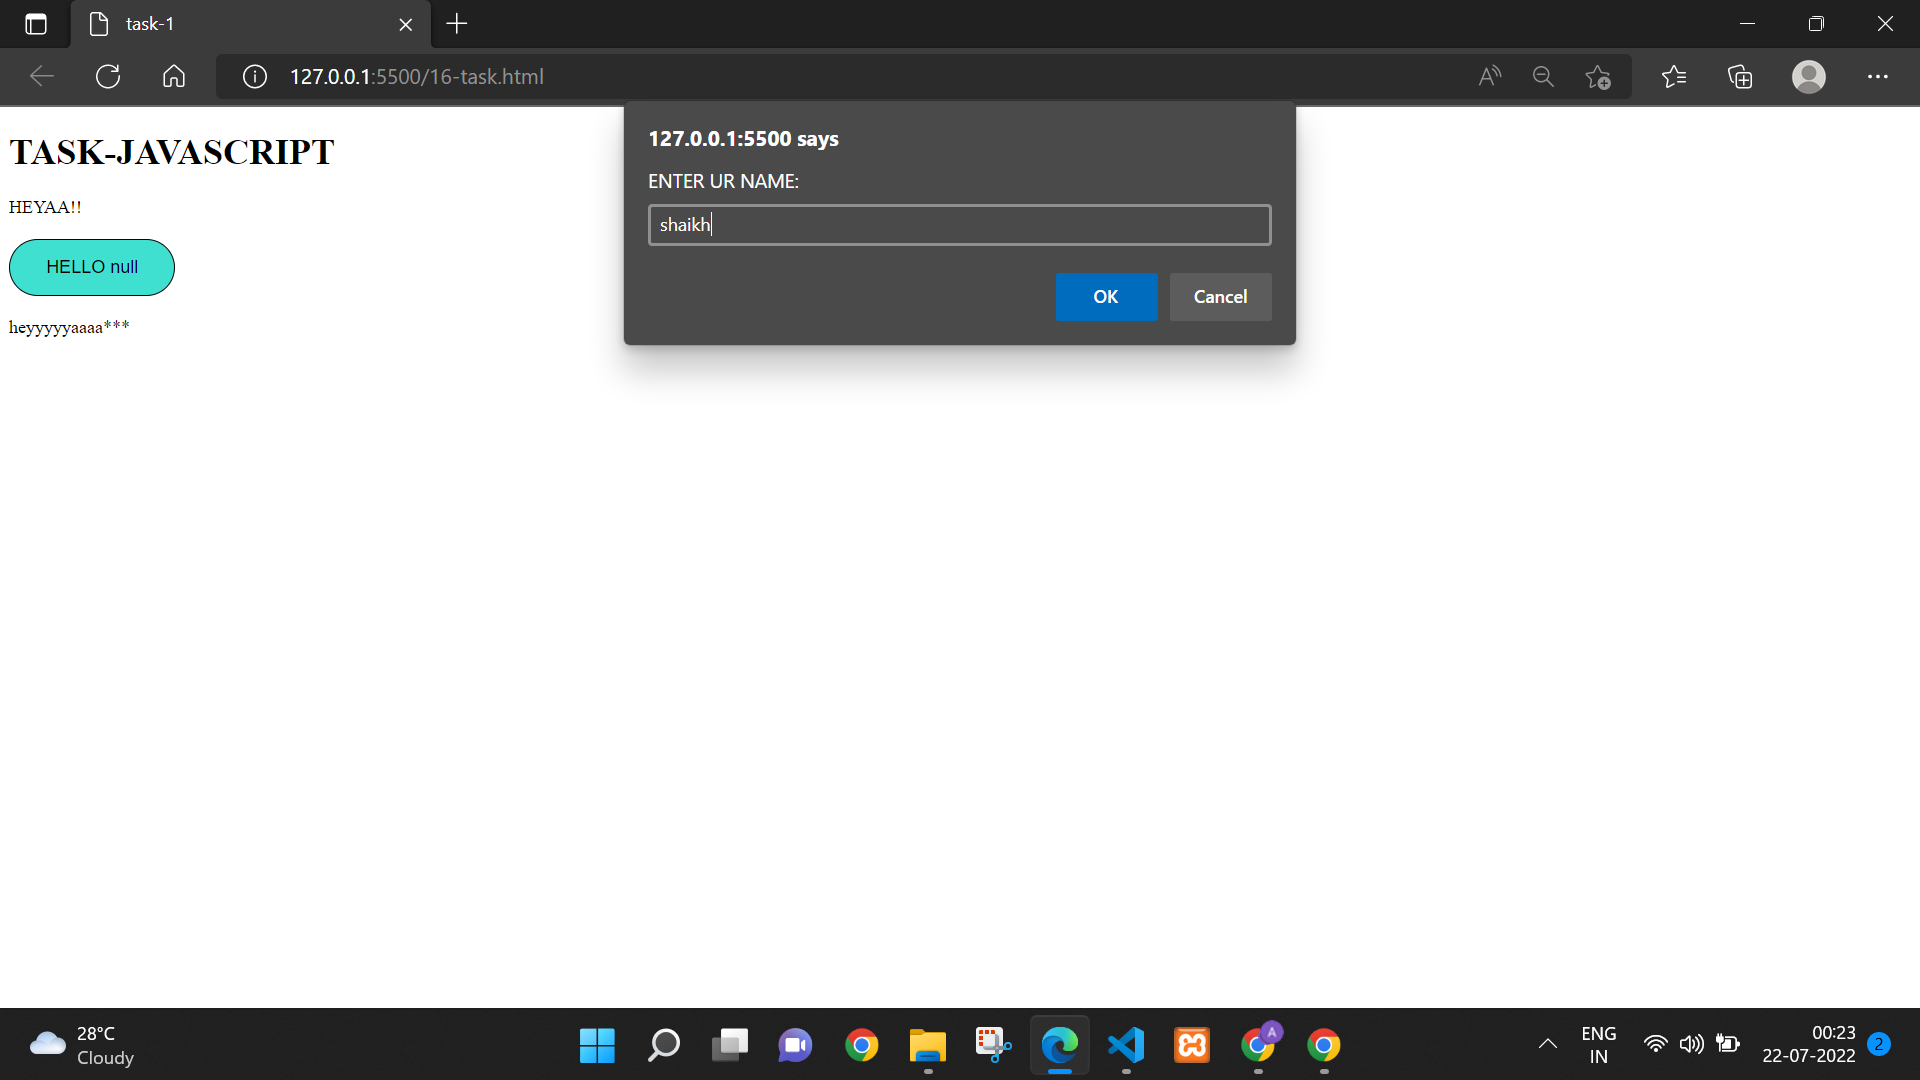 task-1
127.0.0.1:5500/16-task.html
127.0.0.1:5500 says
ENTER UR NAME:
shaikh
OK
Cancel
TASK-JAVASCRIPT
HEYAA!!
HELLO null
heyyyyyaaaa***
28°C
Cloudy
A
ENG
IN
00:23
22-07-2022
2